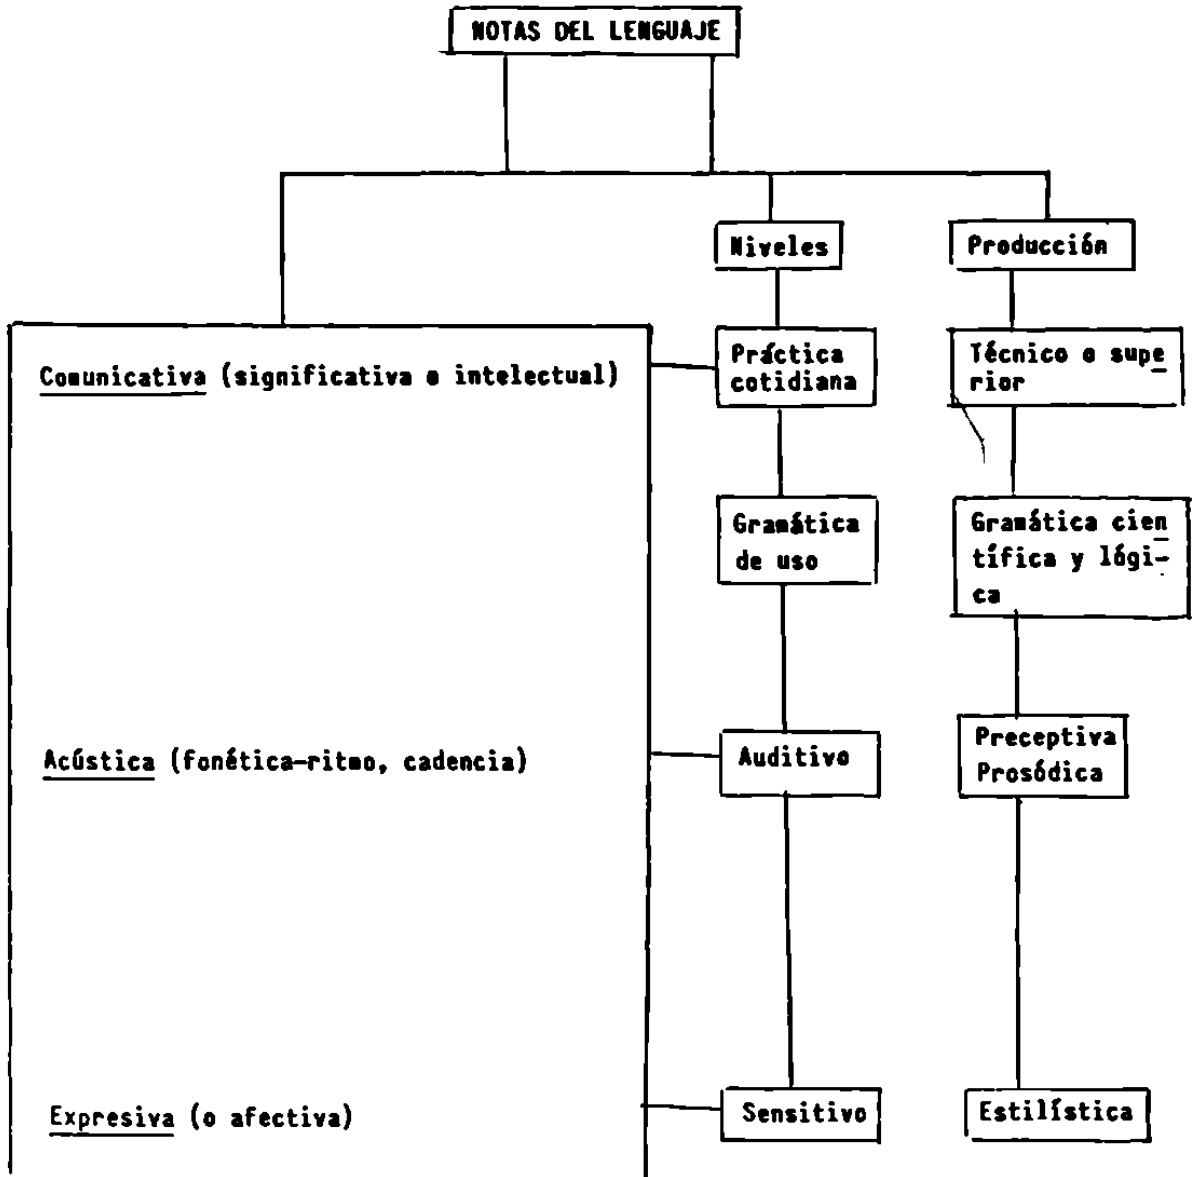 NOTAS DEL LENGUAJE
Niveles
Producción
Comunicativa (significativa o intelectual)
Práctica
cotidiana
Técnico o supe
rior
Gramática
de uso
Gramática cien
tífica y lógi-
ca
Acústica (fonética-ritmo, cadencia)
Auditivo
Preceptiva
Prosódica
Expresiva (o afectiva)
Sensitivo
Estilística